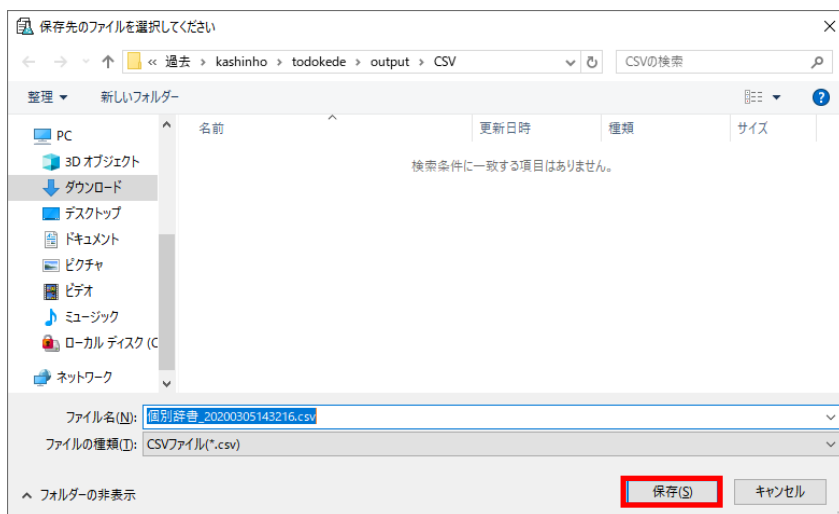 保存先のファイルを選択してください
« 過去 › kashinho › todokede › output › CSV
CSVの検索
整理
新しいフォルダー
名前
更新日時
種類
サイズ
検索条件に一致する項目はありません。
PC
3D オブジェクト
ダウンロード
デスクトップ
ドキュメント
ピクチャ
ビデオ
ミュージック
ローカル ディスク (C
ネットワーク
ファイル名(N): 個別辞書_20200305143216.csv
ファイルの種類(T): CSVファイル(*.csv)
フォルダーの非表示
保存(S)
キャンセル